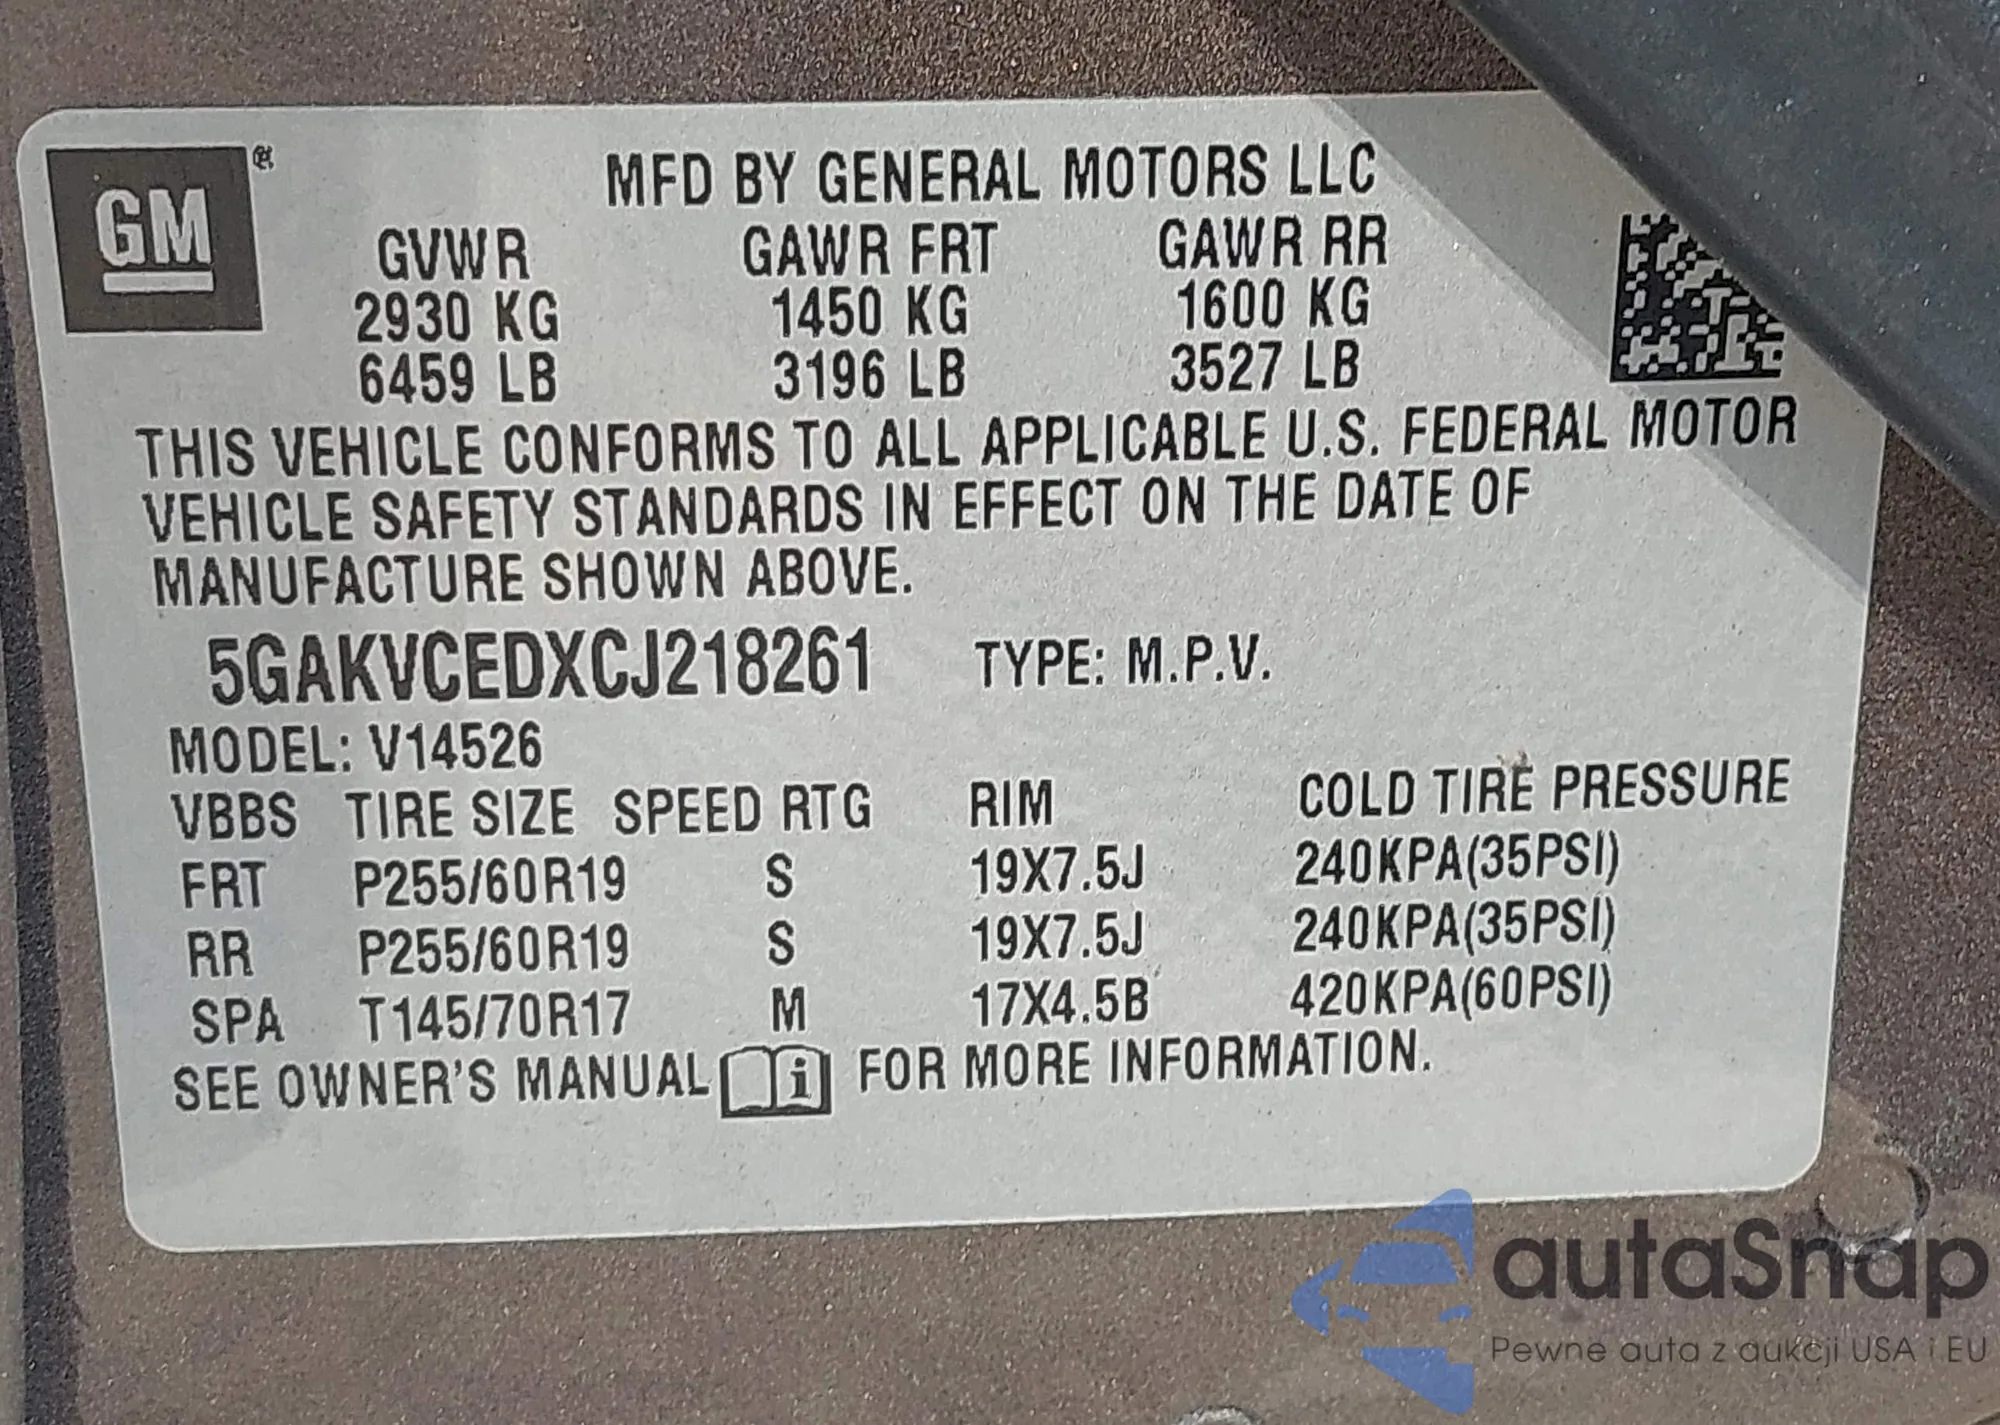 GM
MFD BY GENERAL MOTORS LLC
GVWR GAWR FRT GAWR RR
2930 KG 1450 KG 1600 KG
6459 LB 3196 LB 3527 LB
THIS VEHICLE CONFORMS TO ALL APPLICABLE U.S. FEDERAL MOTOR
VEHICLE SAFETY STANDARDS IN EFFECT ON THE DATE OF
MANUFACTURE SHOWN ABOVE.
5GAKVCEDXCJ218261 TYPE: M.P.V.
MODEL: V14526
VBBS TIRE SIZE SPEED RTG RIM COLD TIRE PRESSURE
FRT P255/60R19 S 19X7.5J 240KPA(35PSI)
RR P255/60R19 S 19X7.5J 240KPA(35PSI)
SPA T145/70R17 M 17X4.5B 420KPA(60PSI)
SEE OWNER'S MANUAL i FOR MORE INFORMATION.
autaSnap
Pewne auta z aukcji USA i EU